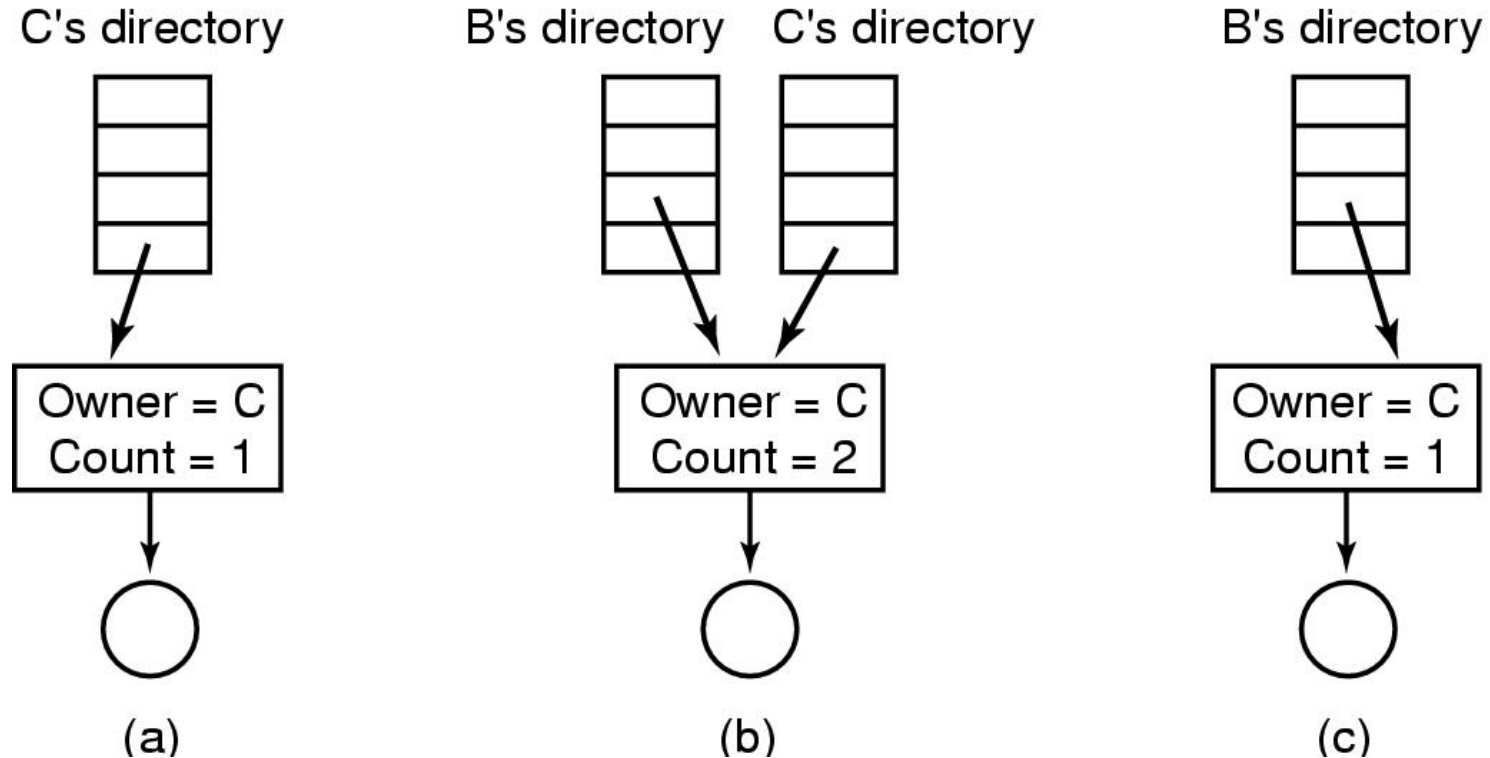 C's directory
B's directory
C's directory
B's directory
Owner = C
Count = 1
Owner = C
Count = 2
Owner = C
Count = 1
(a)
(b)
(c)